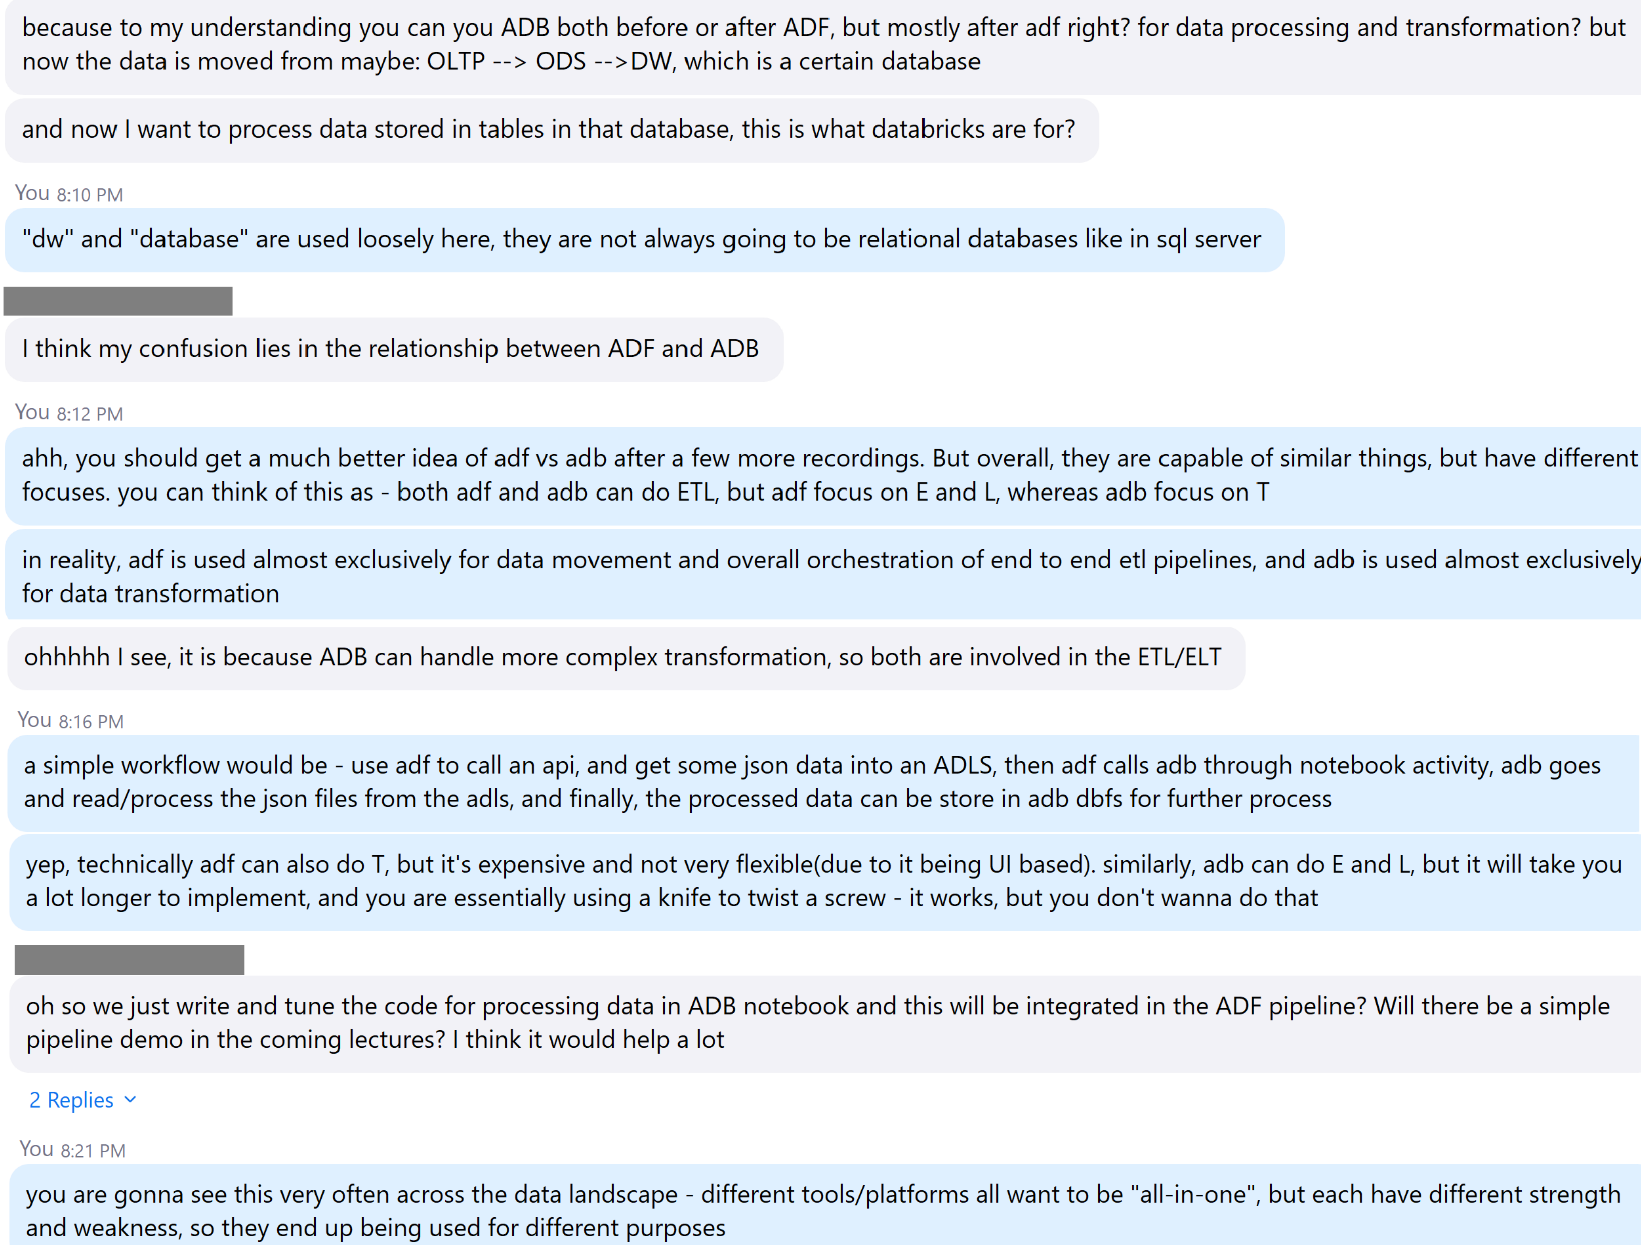 because to my understanding you can you ADB both before or after ADF, but mostly after adf right? for data processing and transformation? but
now the data is moved from maybe: OLTP --> ODS -->DW, which is a certain database
and now I want to process data stored in tables in that database, this is what databricks are for?
You 8:10 PM
"dw" and "database" are used loosely here, they are not always going to be relational databases like in sql server
I think my confusion lies in the relationship between ADF and ADB
You 8:12 PM
ahh, you should get a much better idea of adf vs adb after a few more recordings. But overall, they are capable of similar things, but have different
focuses. you can think of this as - both adf and adb can do ETL, but adf focus on E and L, whereas adb focus on T
in reality, adf is used almost exclusively for data movement and overall orchestration of end to end etl pipelines, and adb is used almost exclusively
for data transformation
ohhhhh I see, it is because ADB can handle more complex transformation, so both are involved in the ETL/ELT
You 8:16 PM
a simple workflow would be - use adf to call an api, and get some json data into an ADLS, then adf calls adb through notebook activity, adb goes
and read/process the json files from the adls, and finally, the processed data can be store in adb dbfs for further process
yep, technically adf can also do T, but it's expensive and not very flexible(due to it being UI based). similarly, adb can do E and L, but it will take you
a lot longer to implement, and you are essentially using a knife to twist a screw - it works, but you don't wanna do that
oh so we just write and tune the code for processing data in ADB notebook and this will be integrated in the ADF pipeline? Will there be a simple
pipeline demo in the coming lectures? I think it would help a lot
2 Replies
You 8:21 PM
you are gonna see this very often across the data landscape - different tools/platforms all want to be "all-in-one", but each have different strength
and weakness, so they end up being used for different purposes